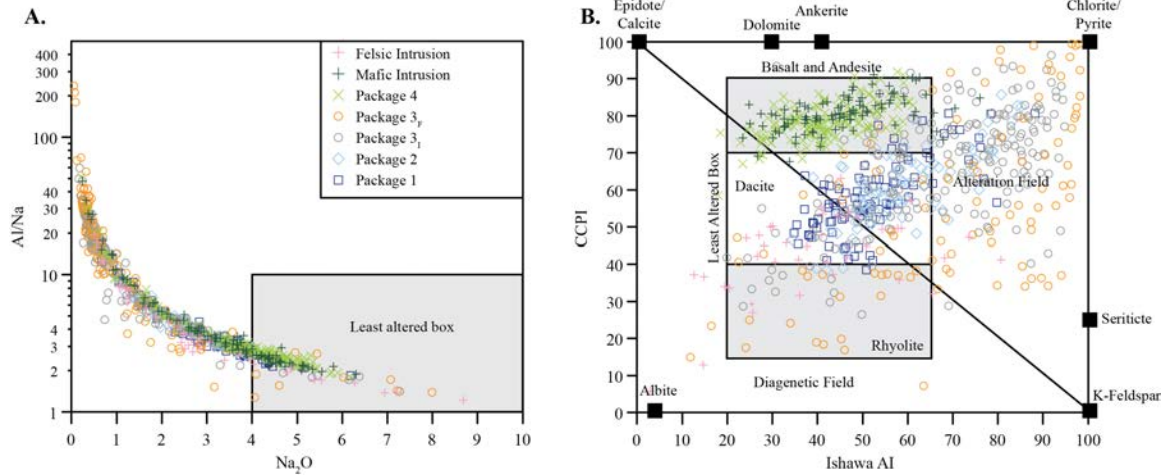 A.
400
300
200
100
40
30
20
10
4
3
2
1
Al/Na
0 1 2 3 4 5 6 7 8 9 10
Na2O
Felsic Intrusion
Mafic Intrusion
Package 4
Package 3F
Package 3I
Package 2
Package 1
Least altered box
B.
Epidote/
Calcite
Dolomite
Ankerite
Chlorite/
Pyrite
100
90
80
70
60
50
40
30
20
10
0
CCPI
Basalt and Andesite
Least Altered Box
Dacite
Alteration Field
Rhyolite
Diagenetic Field
Albite
Sericticte
K-Feldspar
0 10 20 30 40 50 60 70 80 90 100
Ishawa AI